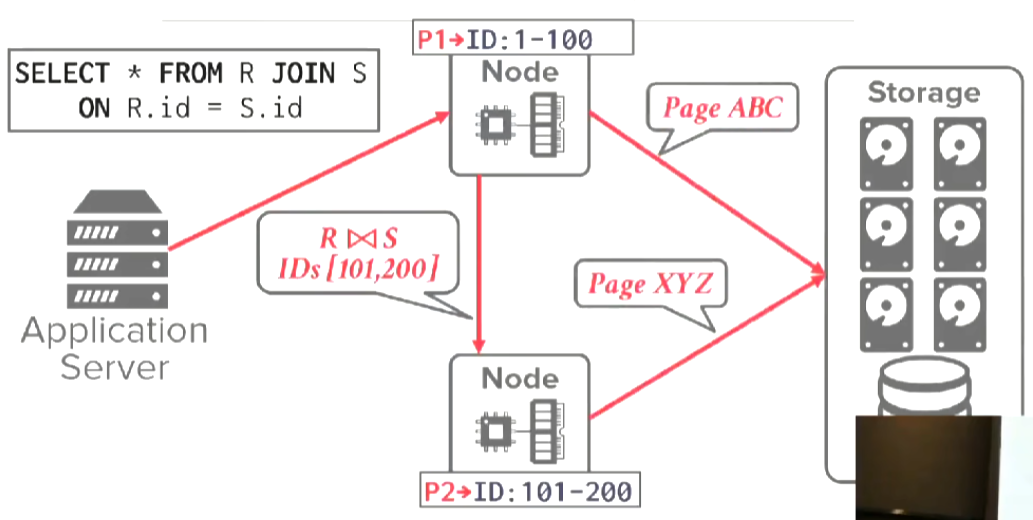 P1→ID:1-100
SELECT * FROM R JOIN S
ON R.id = S.id
Node
Storage
Page ABC
R ⋈ S
IDs [101,200]
Page XYZ
Application
Server
Node
P2→ID:101-200